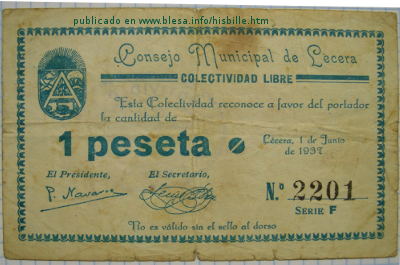 publicado en www.blesa.info/hisbille.htm
Consejo Municipal de Lecera
COLECTIVIDAD LIBRE
Esta Colectividad reconoce a favor del portador
la cantidad de
1 peseta
Lecera, 1 de Junio
de 1937
El Presidente,
El Secretario,
P. Navarro
N.º 2201
SERIE F
No es válido sin el sello al dorso